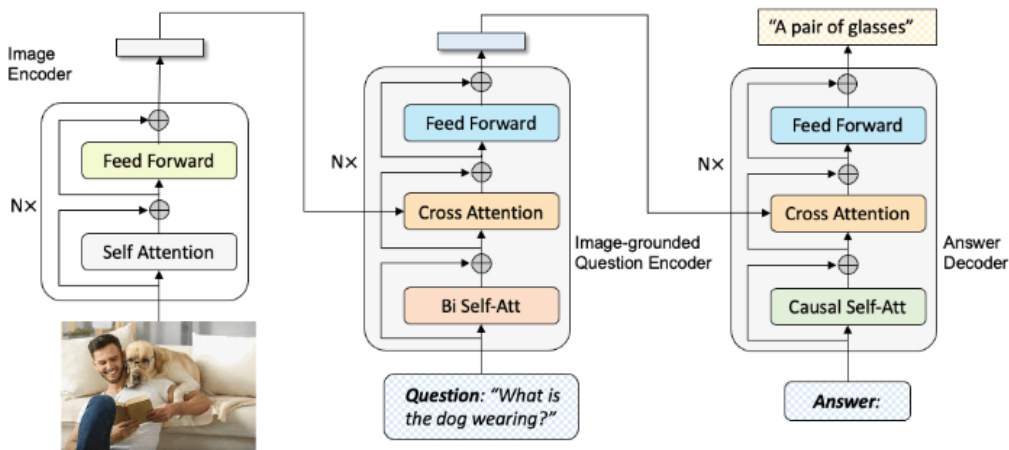 Image
Encoder
Feed Forward
N×
Self Attention
Feed Forward
N×
Cross Attention
Image-grounded
Question Encoder
Bi Self-Att
Question: “What is
the dog wearing?”
“A pair of glasses”
Feed Forward
N×
Cross Attention
Answer
Decoder
Causal Self-Att
Answer: